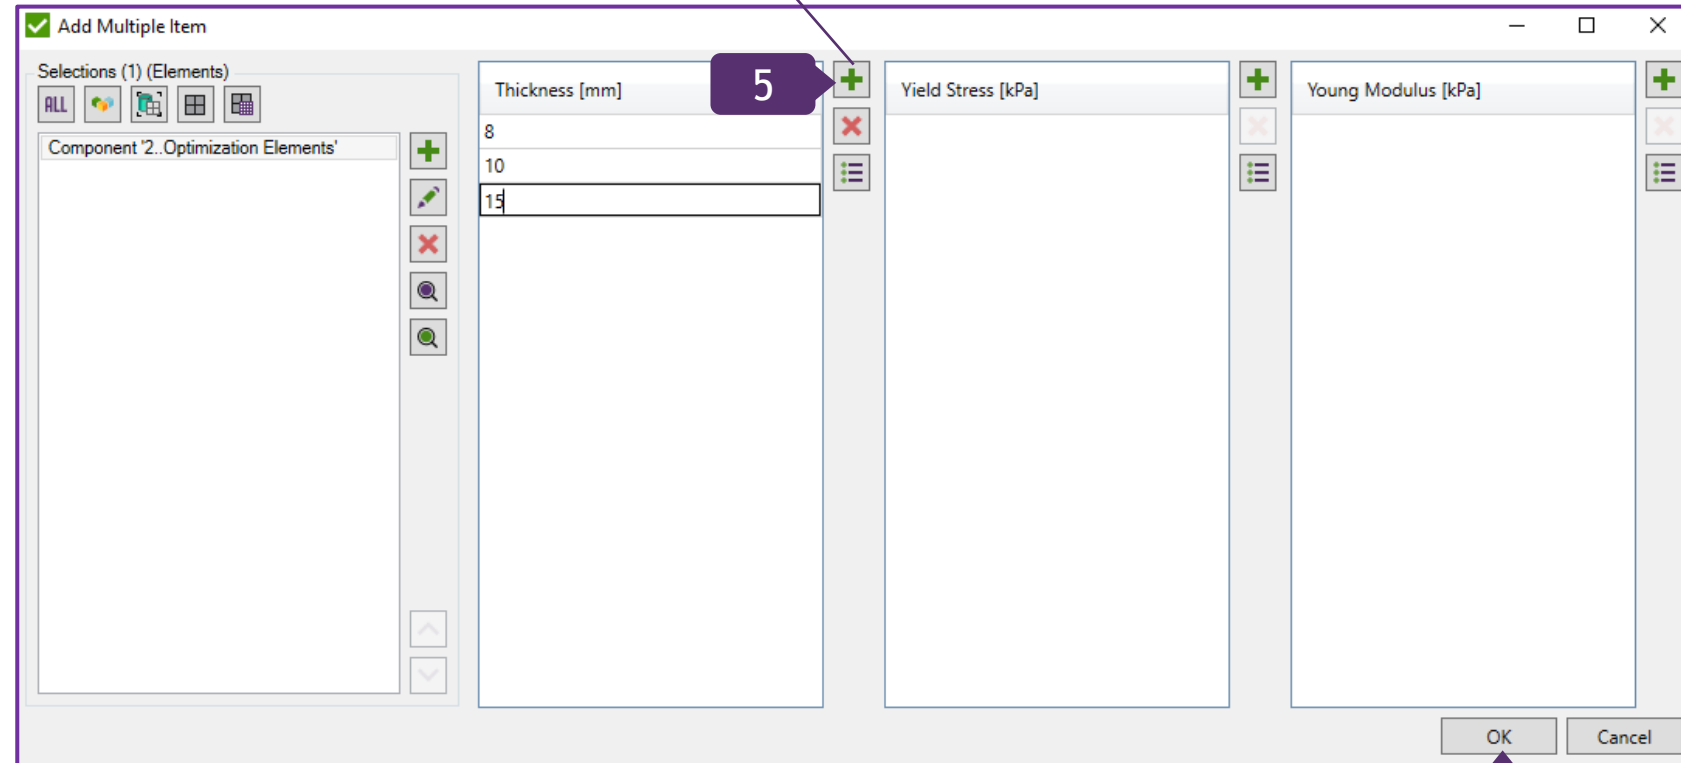 Add Multiple Item
Selections (1) (Elements)
ALL
Component '2..Optimization Elements'
Thickness [mm]
5
8
10
15
Yield Stress [kPa]
Young Modulus [kPa]
OK
Cancel